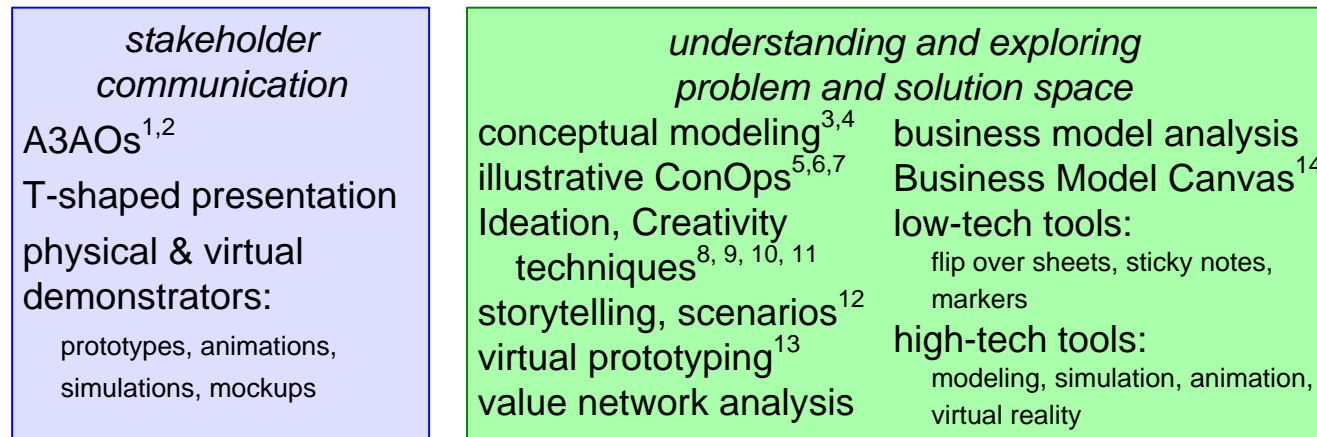 stakeholder
communication
A3AOs1,2
T-shaped presentation
physical & virtual
demonstrators:
prototypes, animations,
simulations, mockups
understanding and exploring
problem and solution space
conceptual modeling3,4
illustrative ConOps5,6,7
Ideation, Creativity
techniques8, 9, 10, 11
storytelling, scenarios12
virtual prototyping13
value network analysis
business model analysis
Business Model Canvas14
low-tech tools:
flip over sheets, sticky notes,
markers
high-tech tools:
modeling, simulation, animation,
virtual reality